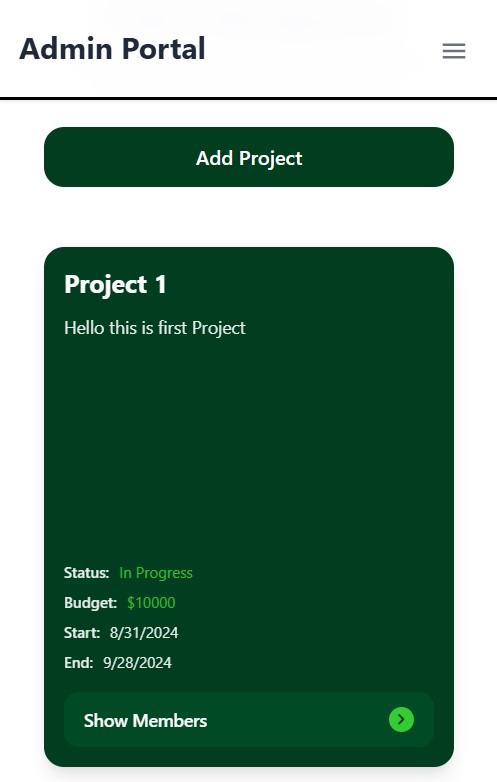 Admin Portal
Add Project
Project 1
Hello this is first Project
Status: In Progress
Budget: $10000
Start: 8/31/2024
End: 9/28/2024
Show Members